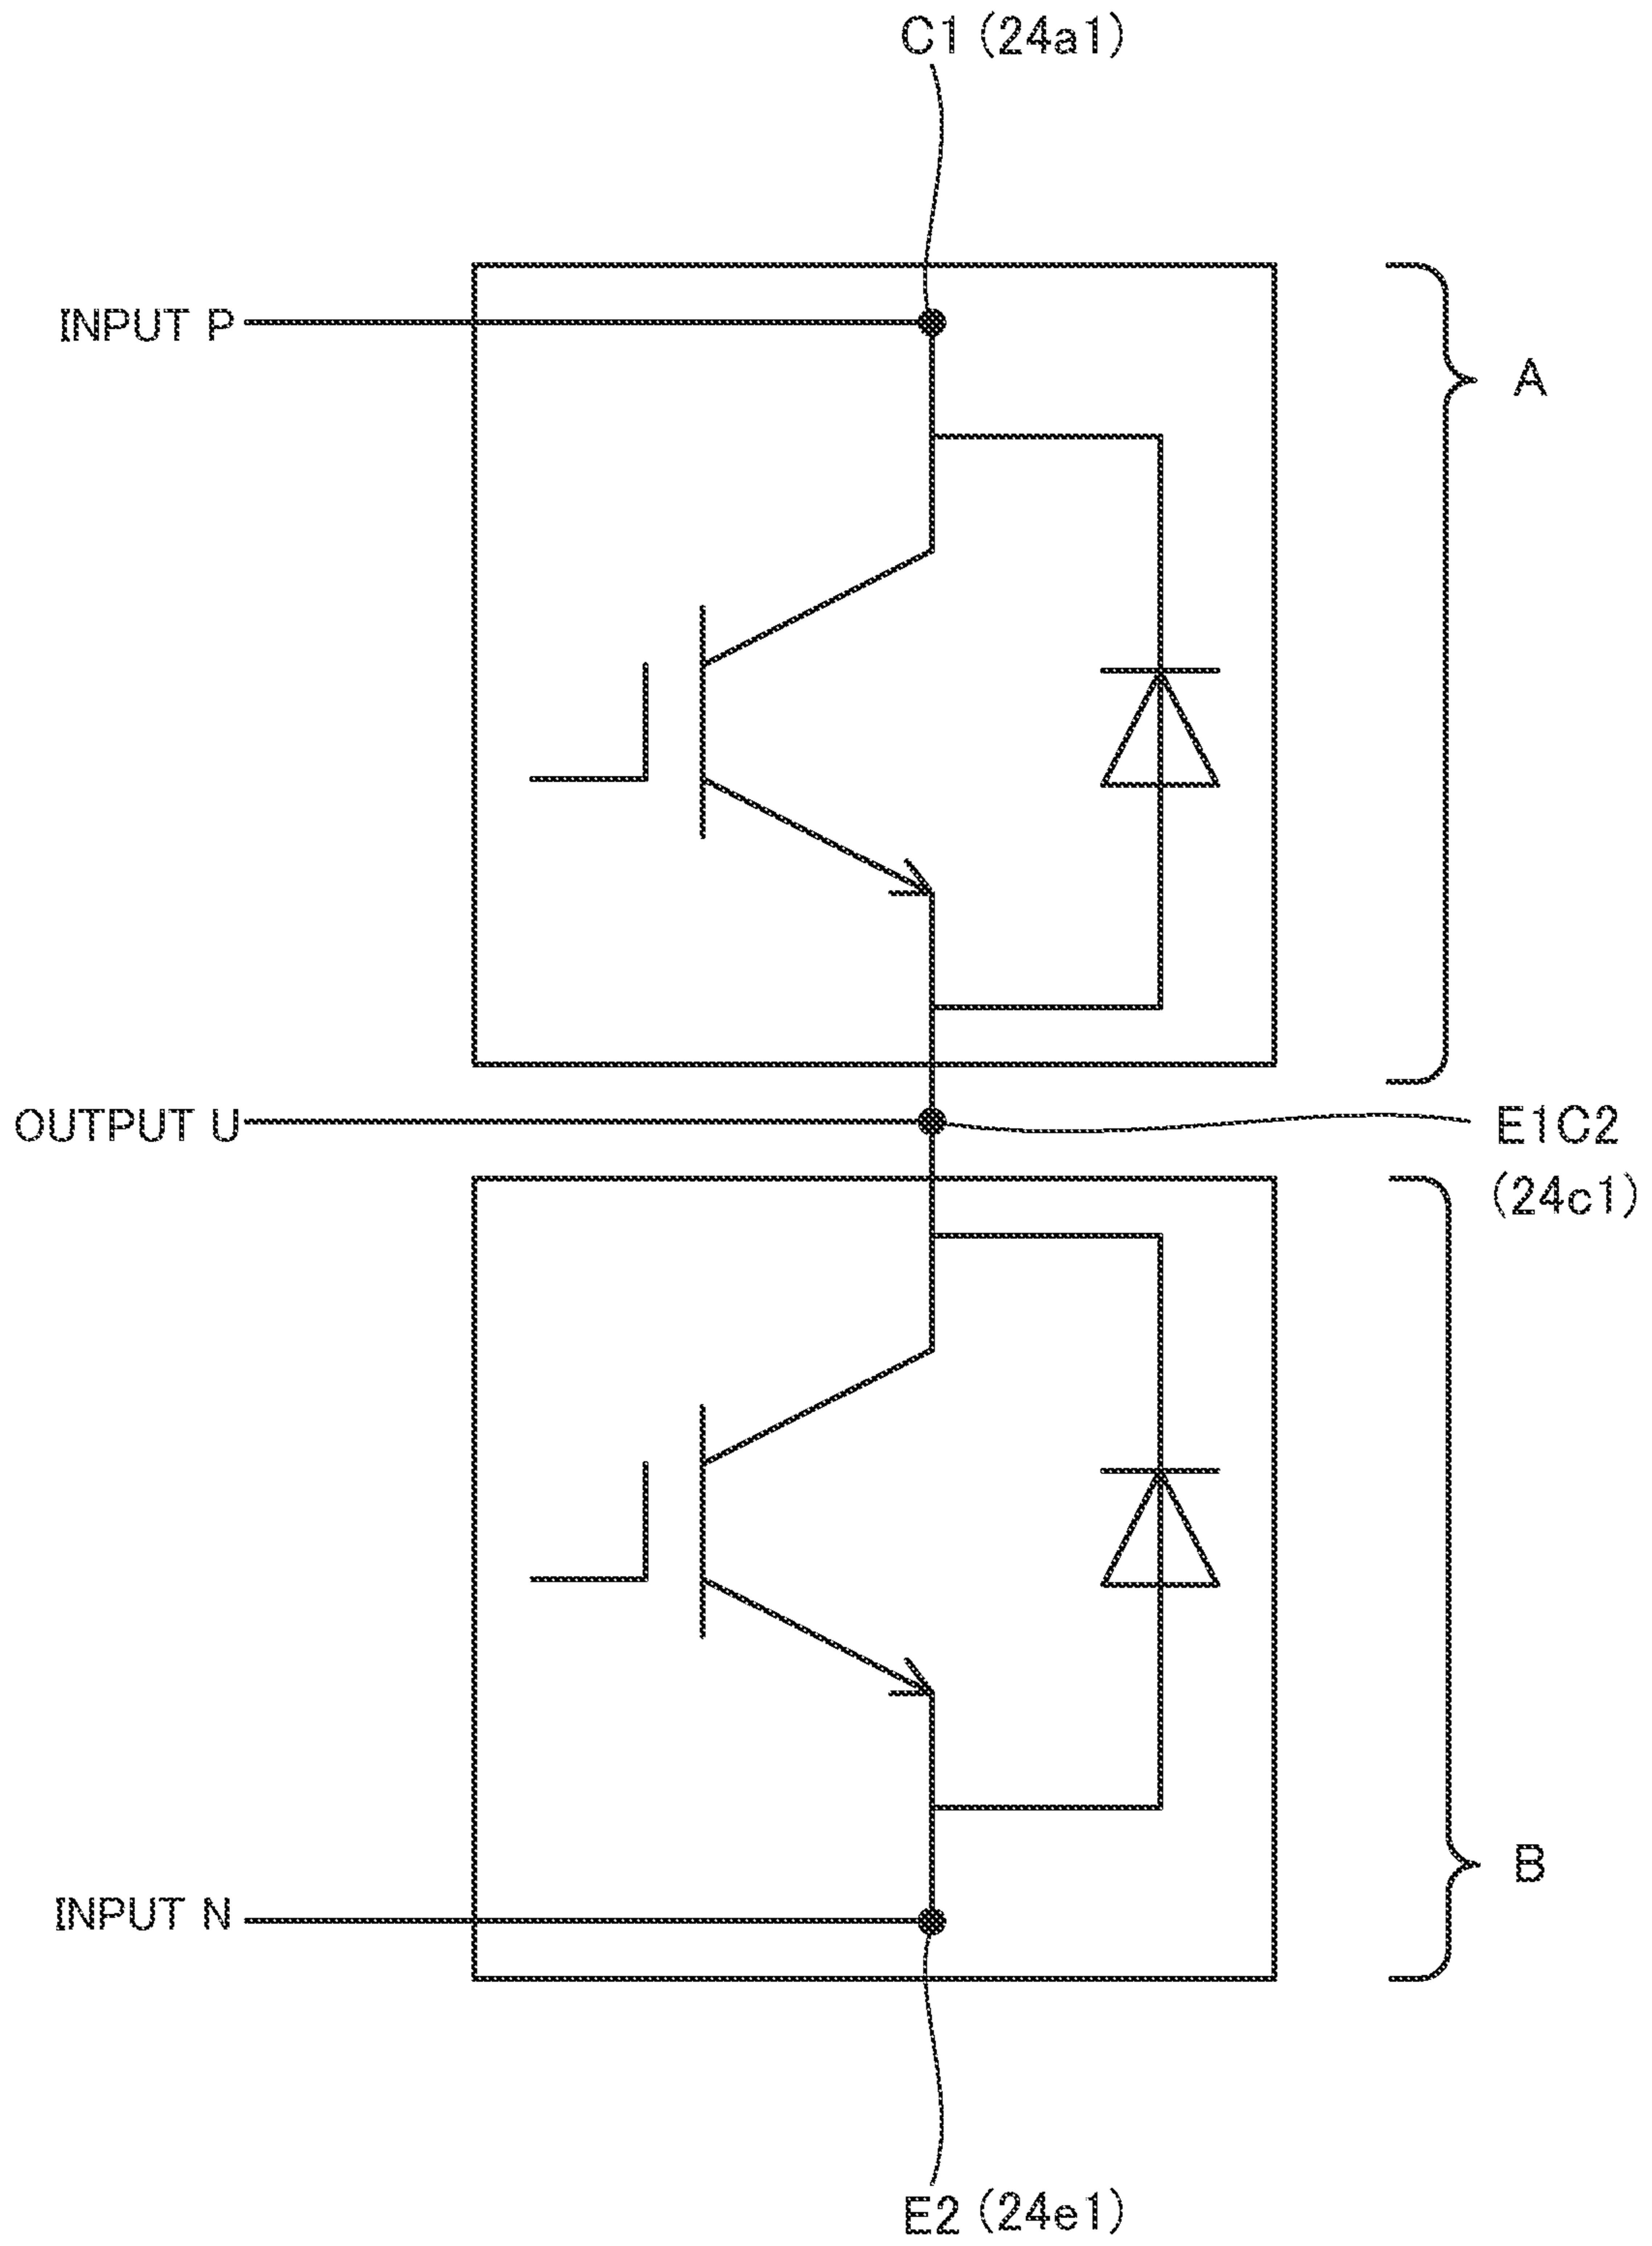 C1 (24a1)
INPUT P
A
OUTPUT U
E1C2
(24c1)
B
INPUT N
E2 (24e1)